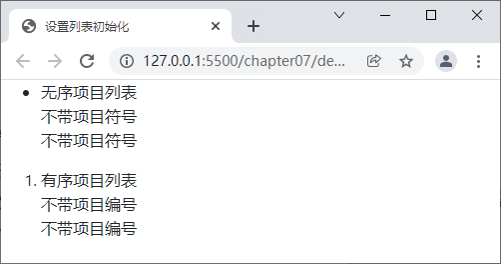 设置列表初始化
127.0.0.1:5500/chapter07/de...
• 无序项目列表
不带项目符号
不带项目符号
1. 有序项目列表
不带项目编号
不带项目编号